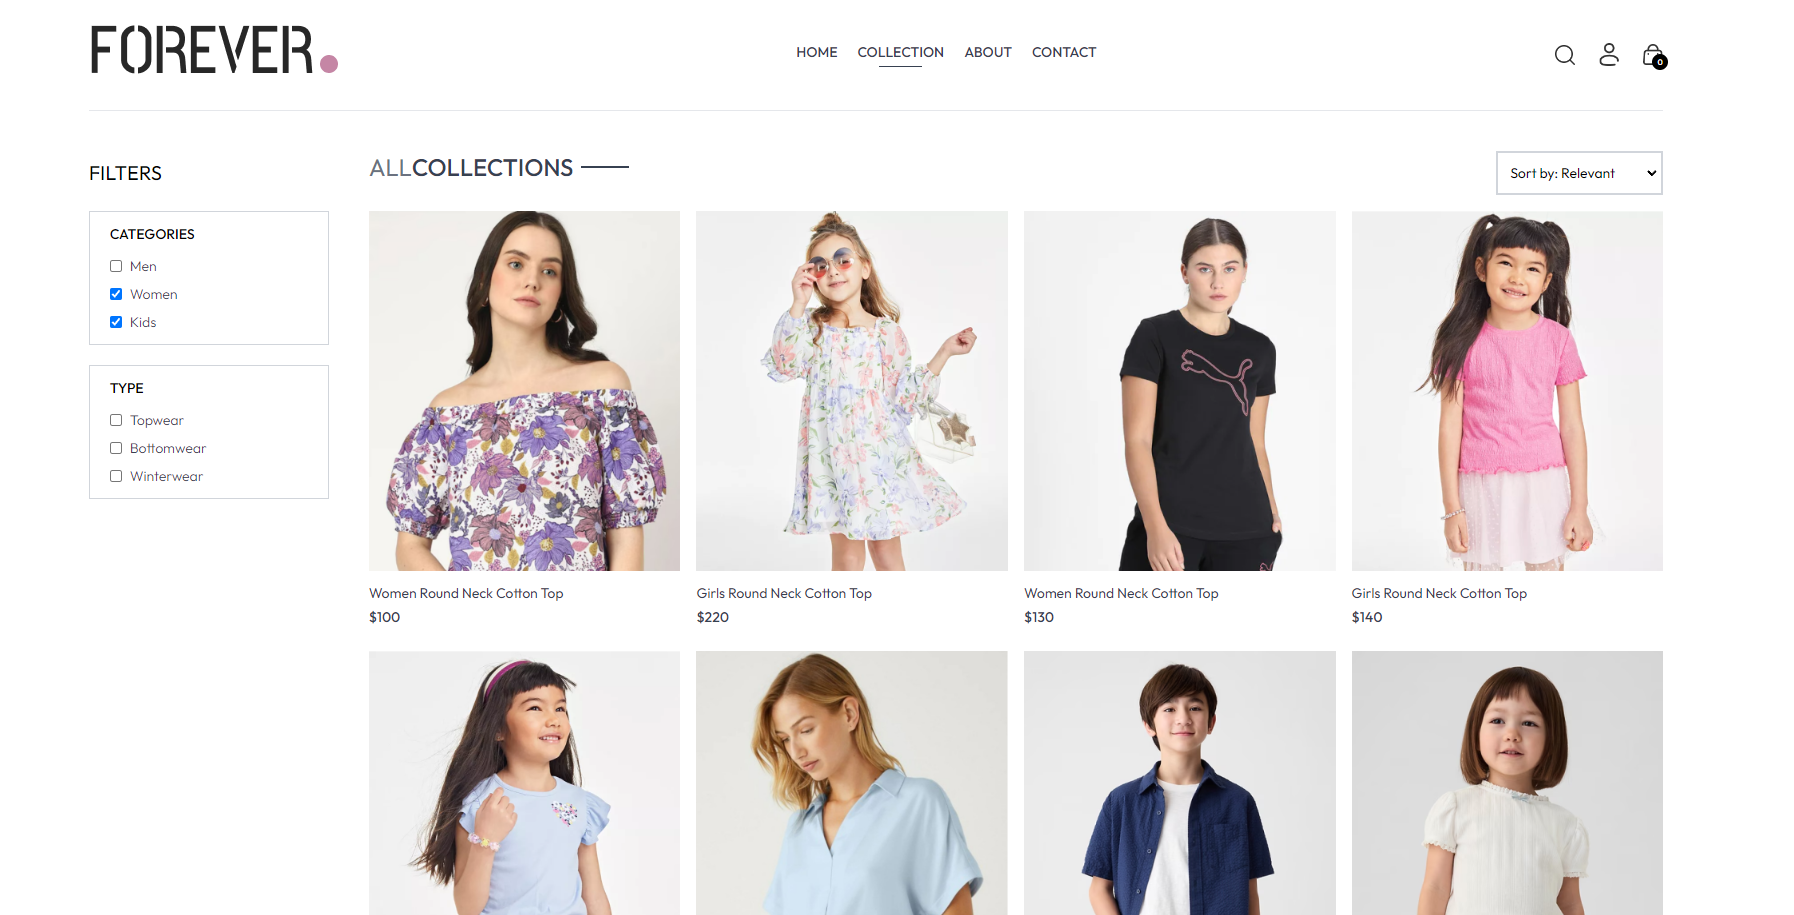 FOREVER.
HOME COLLECTION ABOUT CONTACT
0
FILTERS
CATEGORIES
Men
Women
Kids
TYPE
Topwear
Bottomwear
Winterwear
ALL COLLECTIONS
Sort by: Relevant
Women Round Neck Cotton Top
$100
Girls Round Neck Cotton Top
$220
Women Round Neck Cotton Top
$130
Girls Round Neck Cotton Top
$140